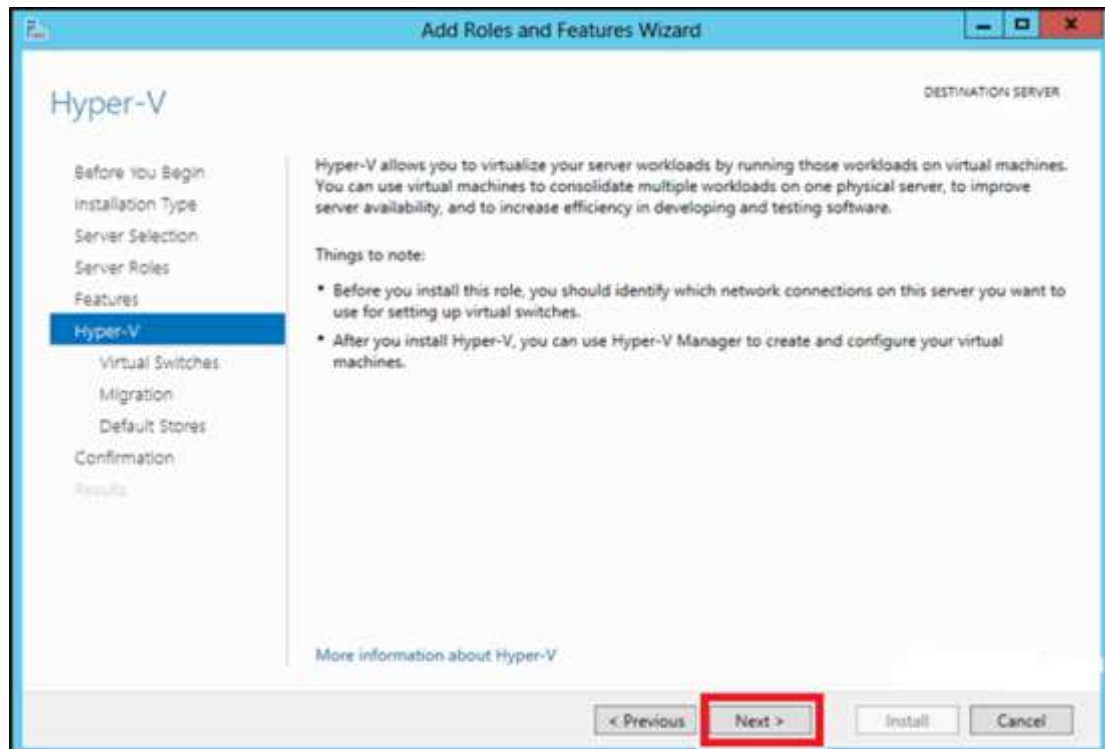 Add Roles and Features Wizard
Hyper-V
DESTINATION SERVER
Before You Begin
Installation Type
Server Selection
Server Roles
Features
Hyper-V
Virtual Switches
Migration
Default Stores
Confirmation
Results
Hyper-V allows you to virtualize your server workloads by running those workloads on virtual machines.
You can use virtual machines to consolidate multiple workloads on one physical server, to improve
server availability, and to increase efficiency in developing and testing software.
Things to note:
• Before you install this role, you should identify which network connections on this server you want to
use for setting up virtual switches.
• After you install Hyper-V, you can use Hyper-V Manager to create and configure your virtual
machines.
More information about Hyper-V
< Previous
Next >
Install
Cancel